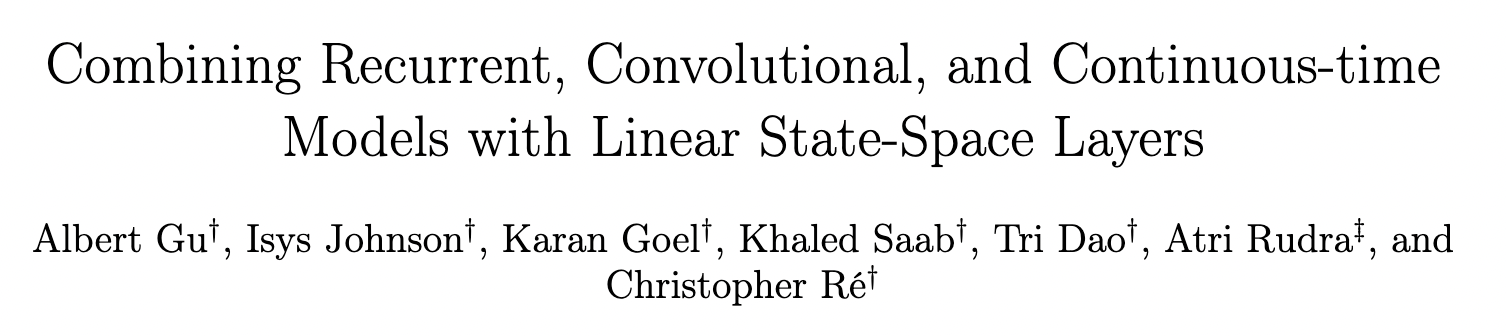 Combining Recurrent, Convolutional, and Continuous-time
Models with Linear State-Space Layers
Albert Gu†, Isys Johnson†, Karan Goel†, Khaled Saab†, Tri Dao†, Atri Rudra‡, and
Christopher Ré†